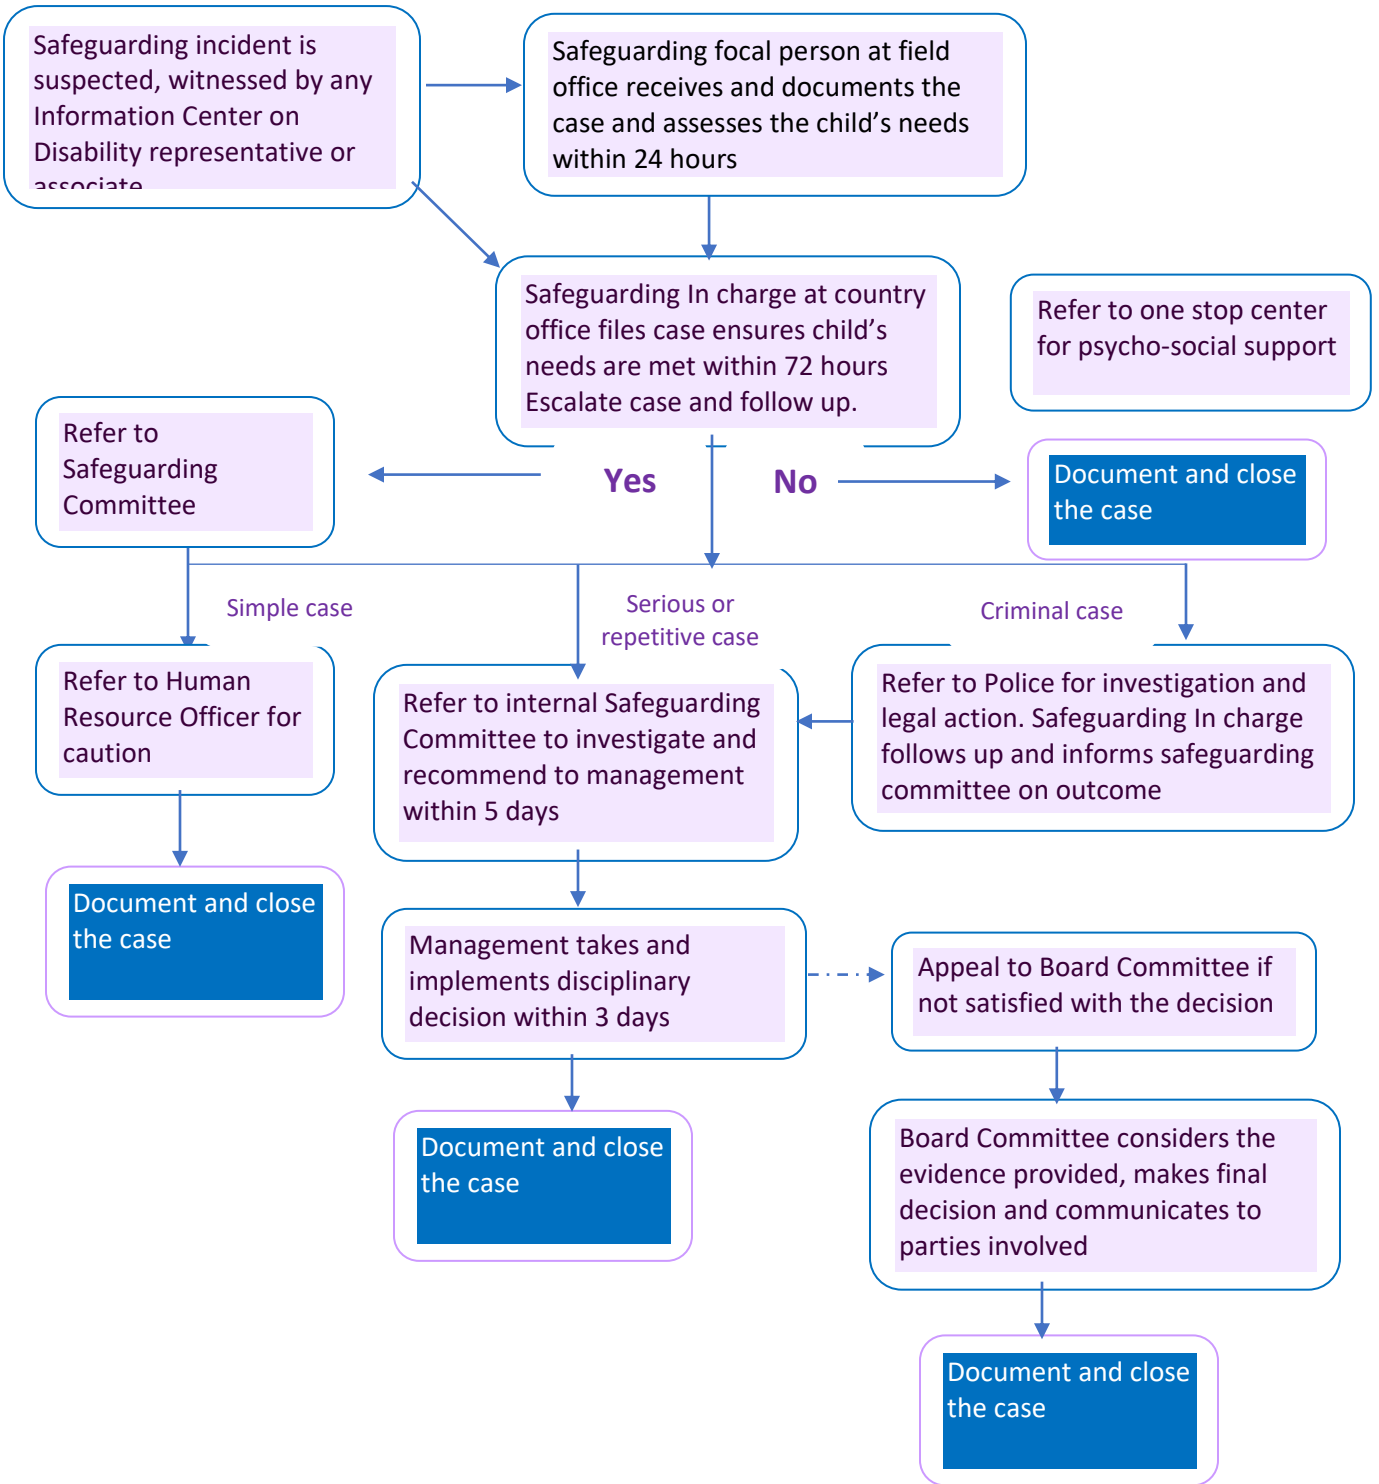 Safeguarding incident is
suspected, witnessed by any
Information Center on
Disability representative or
associate
Safeguarding focal person at field
office receives and documents the
case and assesses the child's needs
within 24 hours
Safeguarding In charge at country
office files case ensures child's
needs are met within 72 hours
Escalate case and follow up.
Refer to one stop center
for psycho-social support
Refer to
Safeguarding
Committee
Yes
No
Document and close
the case
Simple case
Serious or
repetitive case
Criminal case
Refer to Human
Resource Officer for
caution
Refer to internal Safeguarding
Committee to investigate and
recommend to management
within 5 days
Refer to Police for investigation and
legal action. Safeguarding In charge
follows up and informs safeguarding
committee on outcome
Document and close
the case
Management takes and
implements disciplinary
decision within 3 days
Appeal to Board Committee if
not satisfied with the decision
Document and close
the case
Board Committee considers the
evidence provided, makes final
decision and communicates to
parties involved
Document and close
the case